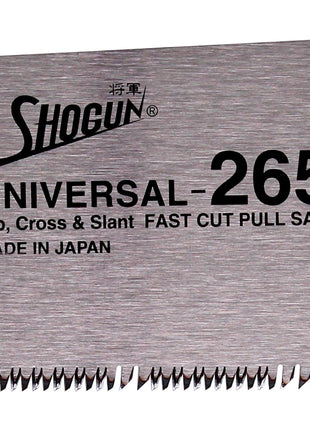 将軍
SHOGUN®
NIVERSAL-265
p, Cross & Slant FAST CUT PULL SA
ADE IN JAPAN